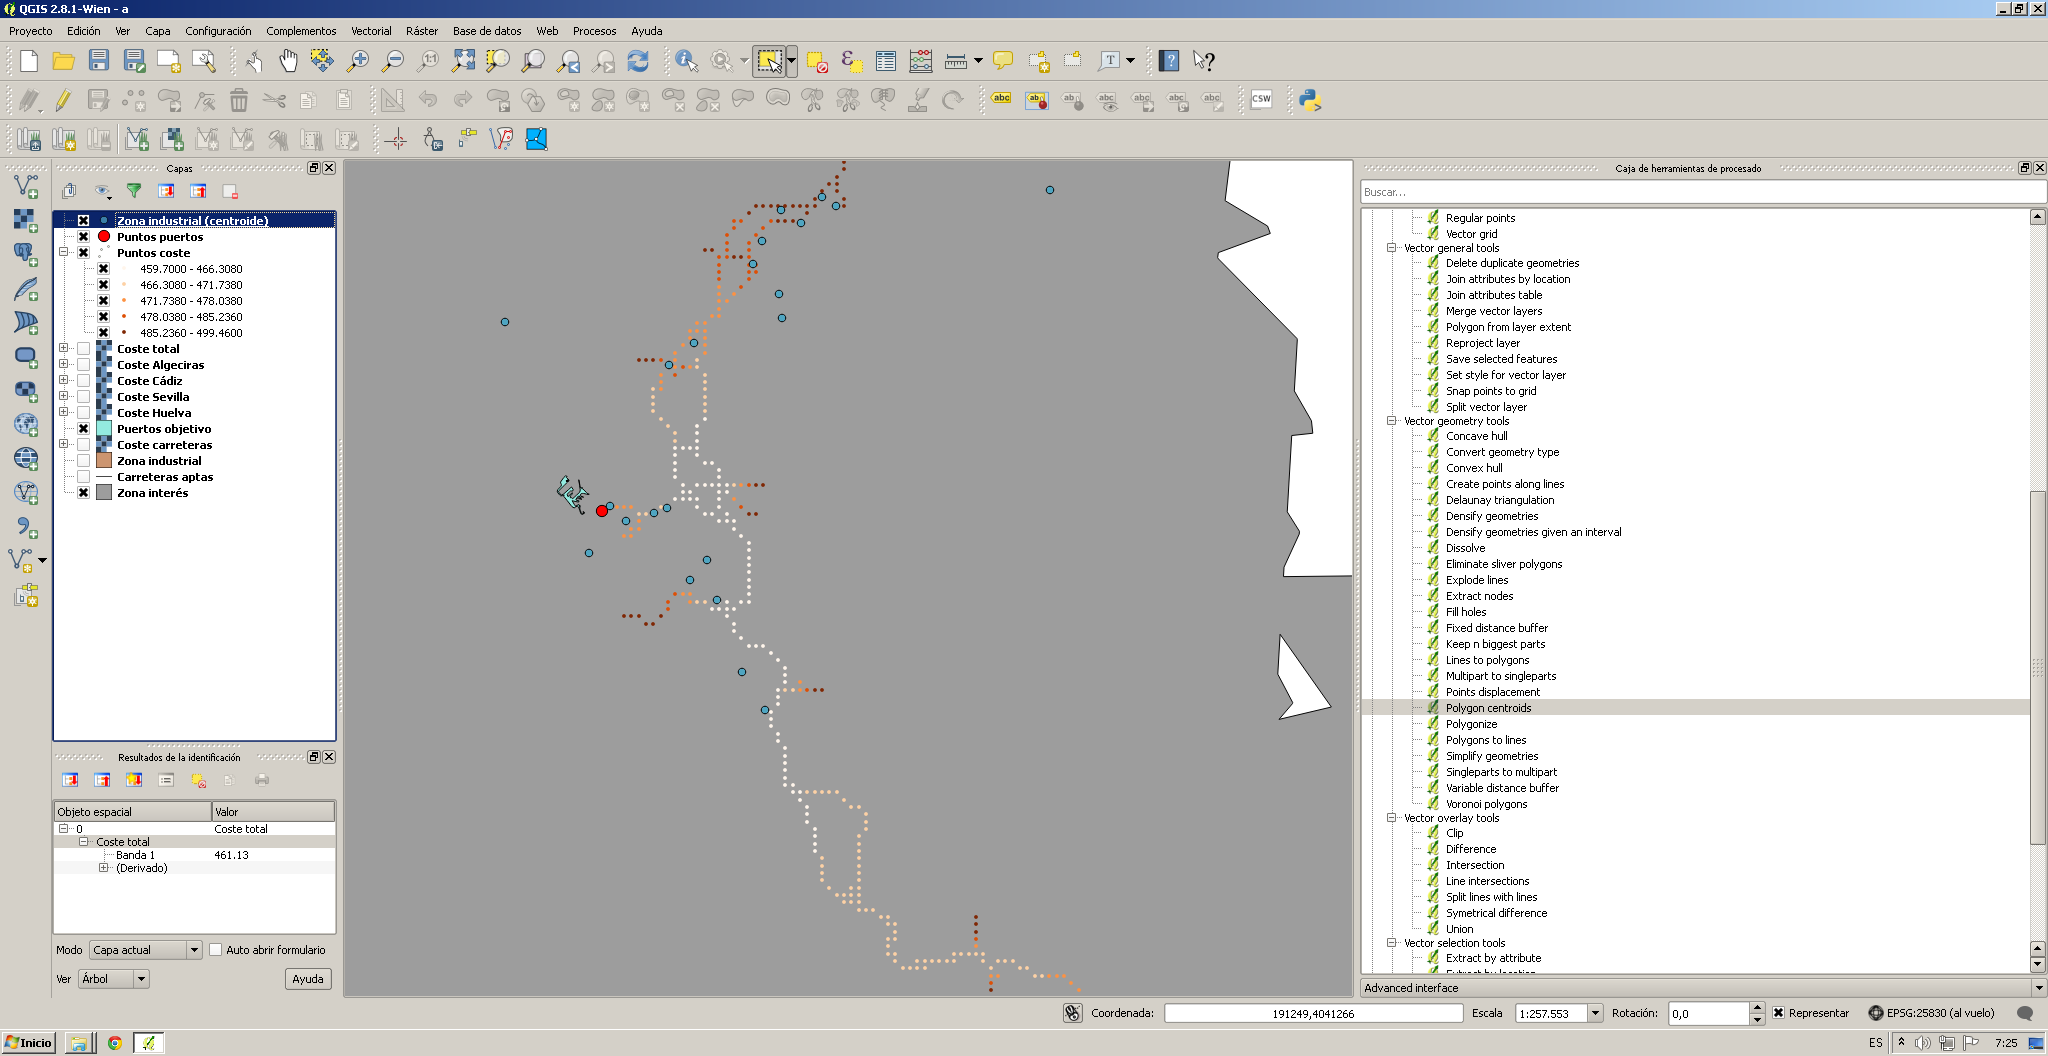 QGIS 2.8.1-Wien - a
Proyecto Edición Ver Capa Configuración Complementos Vectorial Ráster Base de datos Web Procesos Ayuda
Capas
Zona industrial (centroide)
Puntos puertos
Puntos coste
459.7000 - 466.3080
466.3080 - 471.7380
471.7380 - 478.0380
478.0380 - 485.2360
485.2360 - 499.4600
Coste total
Coste Algeciras
Coste Cádiz
Coste Sevilla
Coste Huelva
Puertos objetivo
Coste carreteras
Zona industrial
Carreteras aptas
Zona interés
Resultados de la identificación
Objeto espacial Valor
0 Coste total
Coste total
Banda 1 461.13
(Derivado)
Modo Capa actual Auto abrir formulario
Ver Árbol Ayuda
Caja de herramientas de procesado
Buscar...
Regular points
Vector grid
Vector general tools
Delete duplicate geometries
Join attributes by location
Join attributes table
Merge vector layers
Polygon from layer extent
Reproject layer
Save selected features
Set style for vector layer
Snap points to grid
Split vector layer
Vector geometry tools
Concave hull
Convert geometry type
Convex hull
Create points along lines
Delaunay triangulation
Densify geometries
Densify geometries given an interval
Dissolve
Eliminate sliver polygons
Explode lines
Extract nodes
Fill holes
Fixed distance buffer
Keep n biggest parts
Lines to polygons
Multipart to singleparts
Points displacement
Polygon centroids
Polygonize
Polygons to lines
Simplify geometries
Singleparts to multipart
Variable distance buffer
Voronoi polygons
Vector overlay tools
Clip
Difference
Intersection
Line intersections
Split lines with lines
Symetrical difference
Union
Vector selection tools
Extract by attribute
Advanced interface
Coordenada: 191249,4041266 Escala 1:257.553 Rotación: 0,0 Representar EPSG:25830 (al vuelo)
Inicio ES 7:25